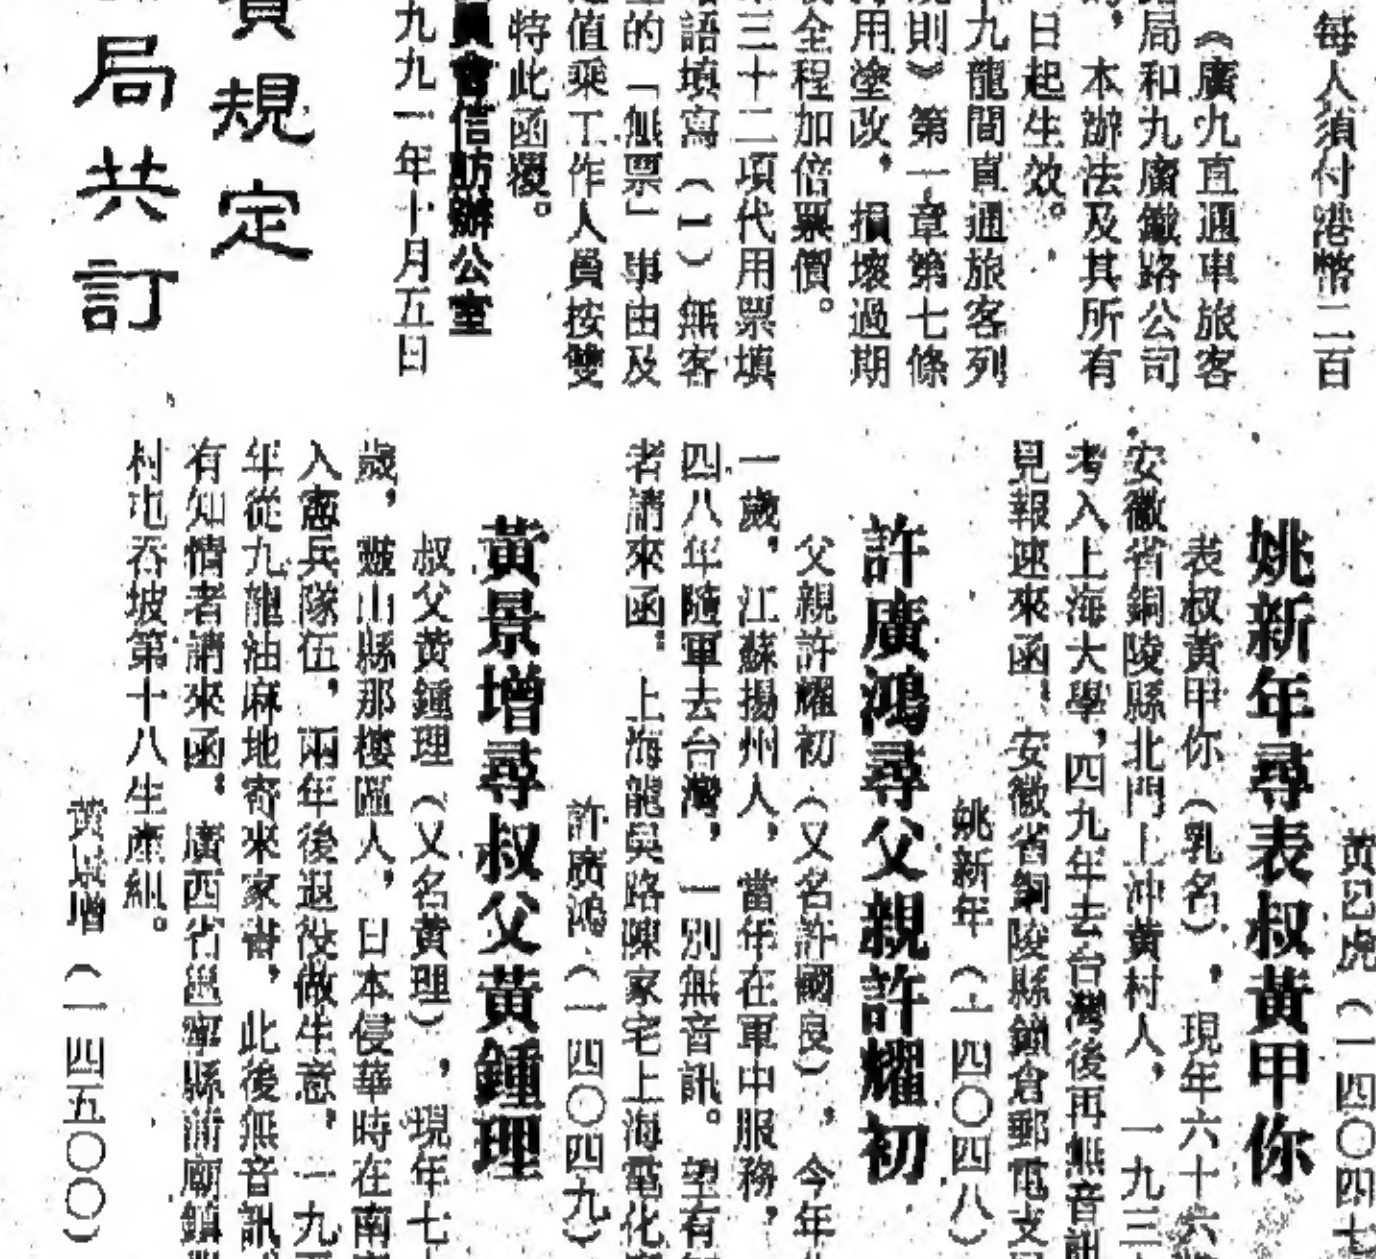 每人須付港幣二百
《廣九直通車旅客
局和九廣鐵路公司
，本辦法及其所有
日起生效。
九龍間直通旅客列
則》第一章第七條
用塗改，損壞過期
全程加倍票價。
三十二項代用票填
語填寫（一）無客
的「無票」事由及
值乘工作人員按雙
特此函覆。
員會信訪辦公室
九九一年十月五日
規定
局共訂
黃
虎（一四〇四七
姚新年尋表叔黃甲你
表叔黃甲你（乳名），現年六十六
安徽省銅陵縣北門上沖黃村人，一九三
考入上海大學，四九年去台灣後再無音訊
見報速來函。安徽省銅陵縣鎖倉郵電支
姚新年（一四〇四八）
許廣鴻尋父親許耀初
父親許耀初（又名許國良），今年
一歲，江蘇揚州人，當年在軍中服務，
四八年隨軍去台灣，一別無音訊。望有
者請來函。上海龍吳路陳家宅上海電化
許廣鴻（一四〇四九）
黃景增尋叔父黃鍾理
叔父黃鍾理（又名黃理），現年七
歲，靈山縣那樓區人，日本侵華時在南
入憲兵隊伍，兩年後退役做生意，一九
年從九龍油麻地寄來家書，此後無音訊
有知情者請來函。廣西省邕寧縣蒲廟鎮
村屯吞坡第十八生產組。
黃景增（一四五〇〇）